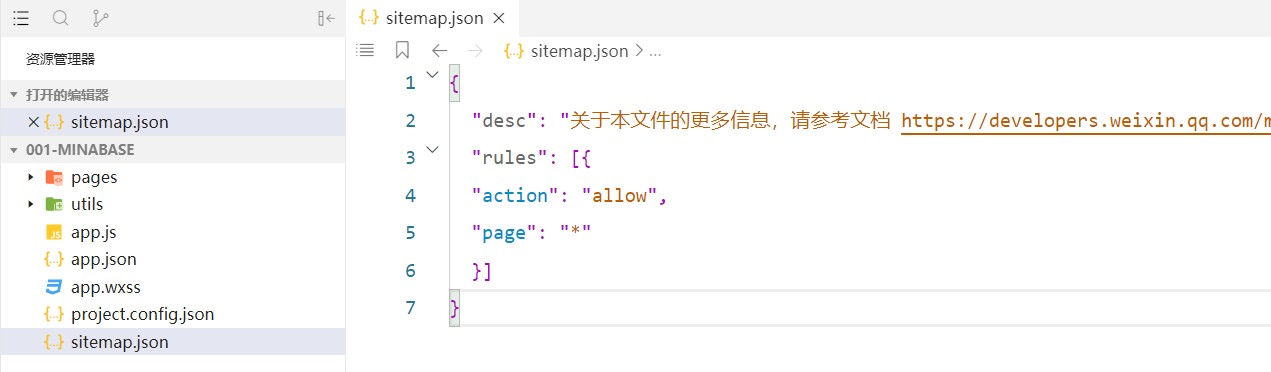 sitemap.json
资源管理器
打开的编辑器
sitemap.json
001-MINABASE
pages
utils
app.js
app.json
app.wxss
project.config.json
sitemap.json
sitemap.json > ...
1 {
2 "desc": "关于本文件的更多信息，请参考文档 https://developers.weixin.qq.com/m
3 "rules": [{
4 "action": "allow",
5 "page": "*"
6 }]
7 }